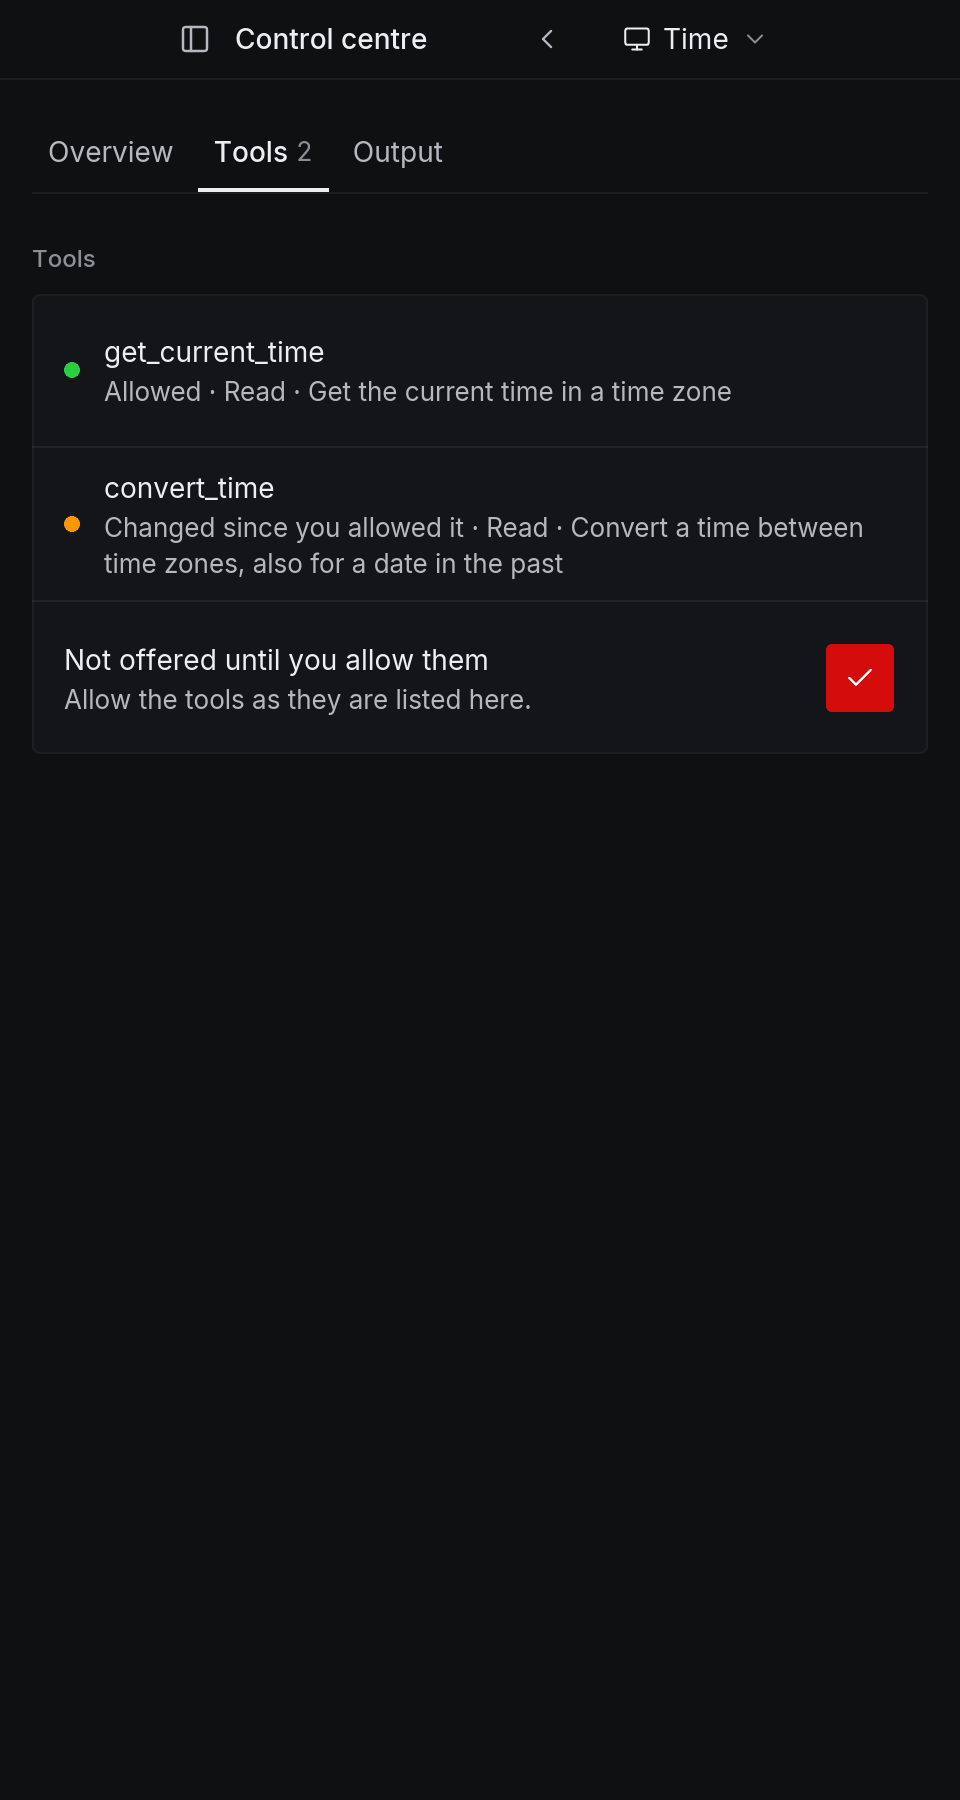 Control centre
Time
Overview
Tools 2
Output
Tools
get_current_time
Allowed · Read · Get the current time in a time zone
convert_time
Changed since you allowed it · Read · Convert a time between
time zones, also for a date in the past
Not offered until you allow them
Allow the tools as they are listed here.